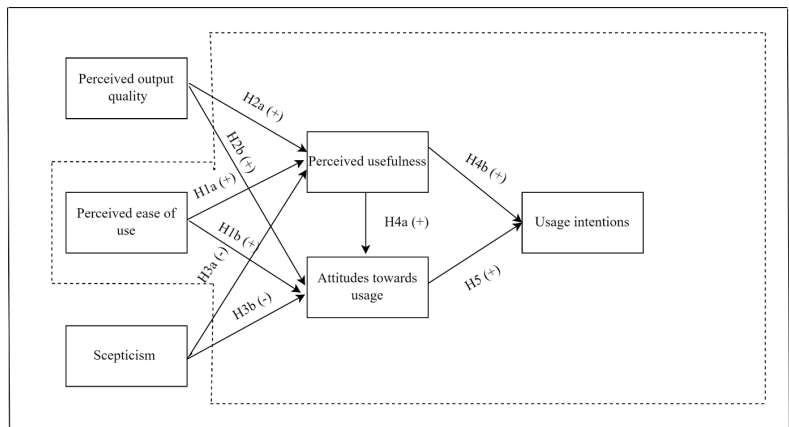 Perceived output
quality
H2a (+)
H2b (+)
Perceived usefulness
H4b (+)
H1a (+)
Perceived ease of
use
H4a (+)
Usage intentions
H1b (+)
H3a (-)
Attitudes towards
usage
H5 (+)
H3b (-)
Scepticism